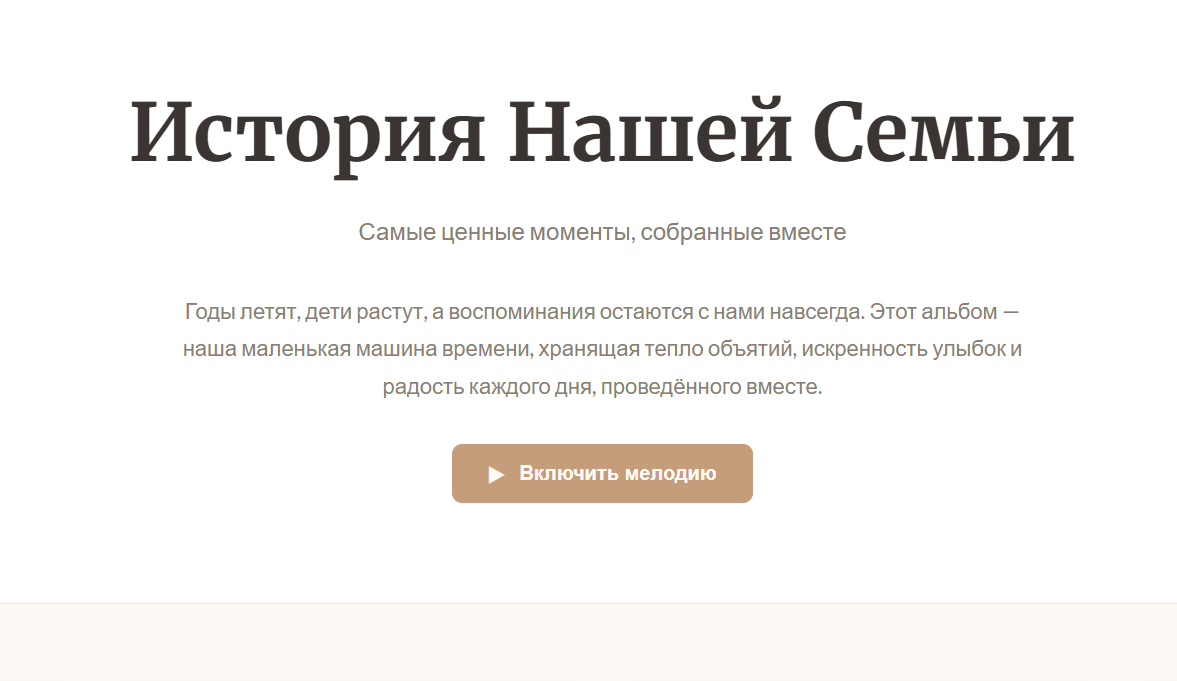 История Нашей Семьи
Самые ценные моменты, собранные вместе
Годы летят, дети растут, а воспоминания остаются с нами навсегда. Этот альбом —
наша маленькая машина времени, хранящая тепло объятий, искренность улыбок и
радость каждого дня, проведённого вместе.
Включить мелодию